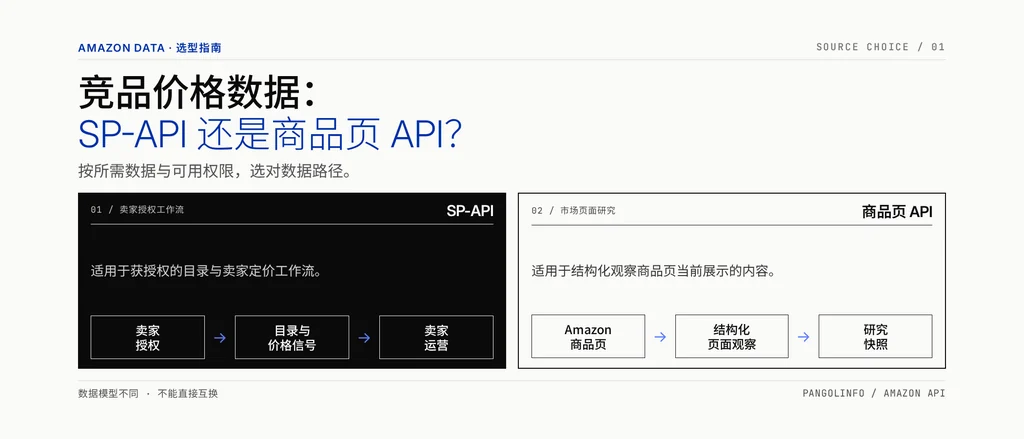 AMAZON DATA · 选型指南
SOURCE CHOICE / 01
竞品价格数据：
SP-API 还是商品页 API？
按所需数据与可用权限，选对数据路径。
01 / 卖家授权工作流
SP-API
适用于获授权的目录与卖家定价工作流。
卖家
授权
→
目录与
价格信号
→
卖家
运营
02 / 市场页面研究
商品页 API
适用于结构化观察商品页当前展示的内容。
Amazon
商品页
→
结构化
页面观察
→
研究
快照
数据模型不同 · 不能直接互换
PANGOLINFO / AMAZON API